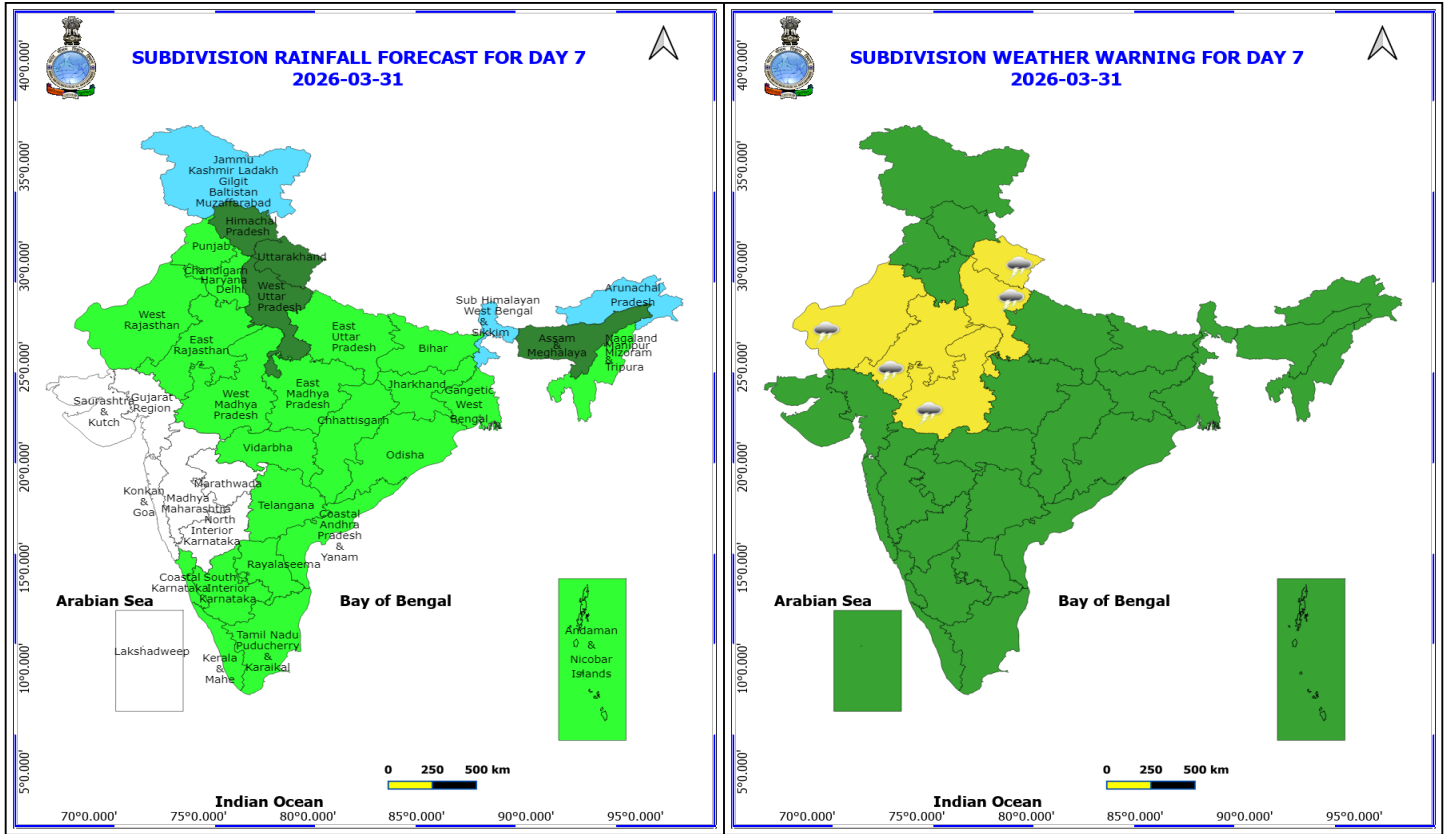 SUBDIVISION RAINFALL FORECAST FOR DAY 7
2026-03-31
40°0.000'
35°0.000'
30°0.000'
25°0.000'
20°0.000'
15°0.000'
10°0.000'
5°0.000'
Jammu
Kashmir Ladakh
Gilgit
Baltistan
Muzaffarabad
Himachal
Pradesh
Punjab
Uttarakhand
Chandigarh
Haryana
Delhi
West
Uttar
Pradesh
West
Rajasthan
East
Rajasthan
East
Uttar
Pradesh
Bihar
Sub Himalayan
West Bengal
&
Sikkim
Arunachal
Pradesh
Assam
&
Meghalaya
Nagaland
Manipur
Mizoram
&
Tripura
Saurashtra
&
Kutch
Gujarat
Region
West
Madhya
Pradesh
East
Madhya
Pradesh
Jharkhand
Gangetic
West
Bengal
Chhattisgarh
Vidarbha
Odisha
Konkan
&
Goa
Madhya
Maharashtra
Marathwada
North
Interior
Karnataka
Telangana
Coastal
Andhra
Pradesh
&
Yanam
Rayalaseema
Coastal
Karnataka
South
Interior
Karnataka
Tamil Nadu
Puducherry
&
Karaikal
Kerala
&
Mahe
Lakshadweep
Andaman
&
Nicobar
Islands
Arabian Sea
Bay of Bengal
0 250 500 km
Indian Ocean
70°0.000' 75°0.000' 80°0.000' 85°0.000' 90°0.000' 95°0.000'
SUBDIVISION WEATHER WARNING FOR DAY 7
2026-03-31
40°0.000'
35°0.000'
30°0.000'
25°0.000'
20°0.000'
15°0.000'
10°0.000'
5°0.000'
Arabian Sea
Bay of Bengal
0 250 500 km
Indian Ocean
70°0.000' 75°0.000' 80°0.000' 85°0.000' 90°0.000' 95°0.000'